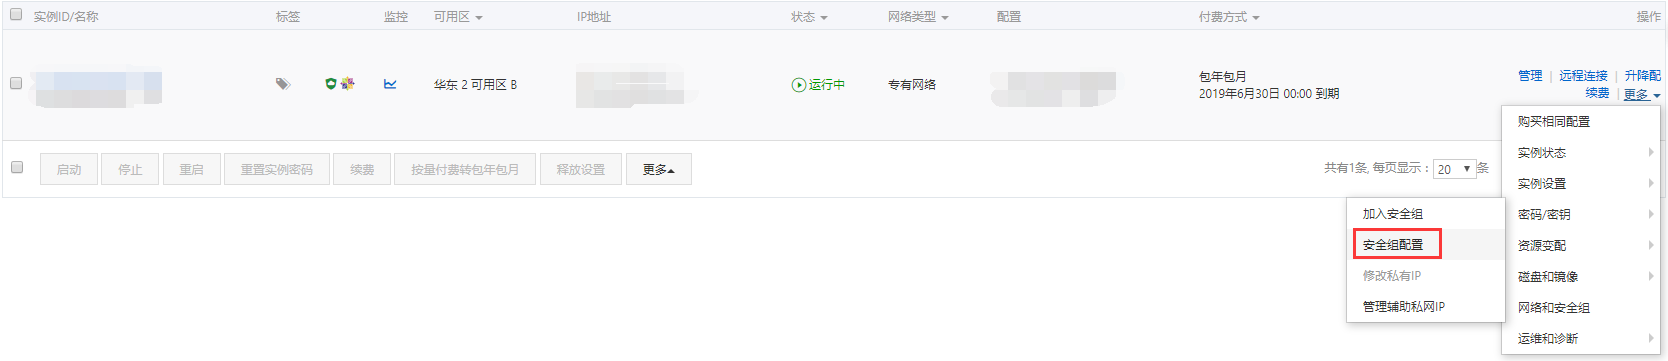 实例ID/名称 标签 监控 可用区 IP地址 状态 网络类型 配置 付费方式 操作
华东 2 可用区 B 运行中 专有网络 包年包月 管理 | 远程连接 | 升降配
2019年6月30日 00:00 到期 续费 | 更多
启动 停止 重启 重置实例密码 续费 按量付费转包年包月 释放设置 更多 共有1条, 每页显示： 20 条
购买相同配置
实例状态
实例设置
密码/密钥
资源变配
磁盘和镜像
网络和安全组
运维和诊断
加入安全组
安全组配置
修改私有IP
管理辅助私网IP